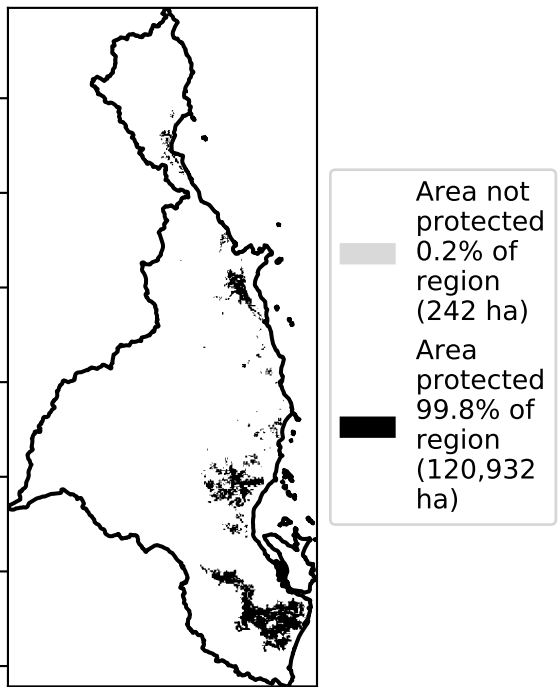 Area not
protected
0.2% of
region
(242 ha)
Area
protected
99.8% of
region
(120,932
ha)